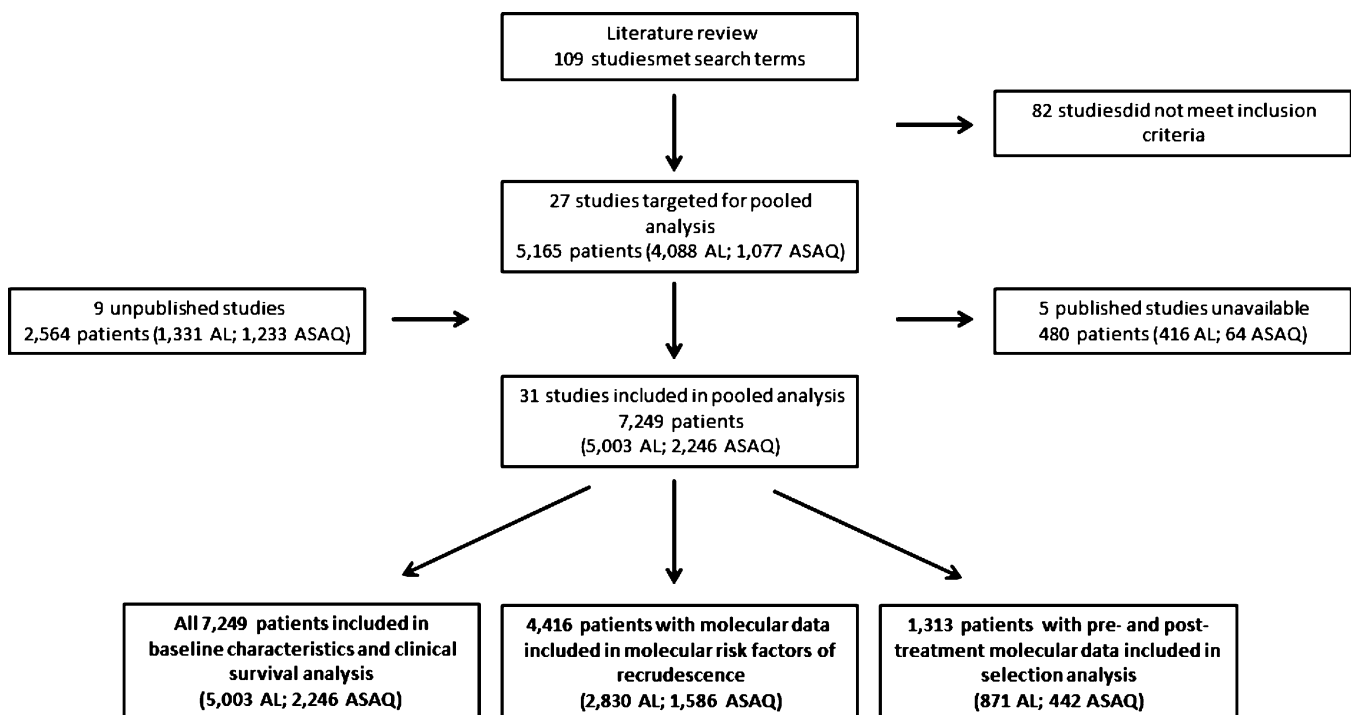 Literature review
109 studiesmet search terms
82 studiesdid not meet inclusion
criteria
27 studies targeted for pooled
analysis
5,165 patients (4,088 AL; 1,077 ASAQ)
9 unpublished studies
2,564 patients (1,331 AL; 1,233 ASAQ)
5 published studies unavailable
480 patients (416 AL; 64 ASAQ)
31 studies included in pooled analysis
7,249 patients
(5,003 AL; 2,246 ASAQ)
All 7,249 patients included in
baseline characteristics and clinical
survival analysis
(5,003 AL; 2,246 ASAQ)
4,416 patients with molecular data
included in molecular risk factors of
recrudescence
(2,830 AL; 1,586 ASAQ)
1,313 patients with pre- and post-
treatment molecular data included in
selection analysis
(871 AL; 442 ASAQ)